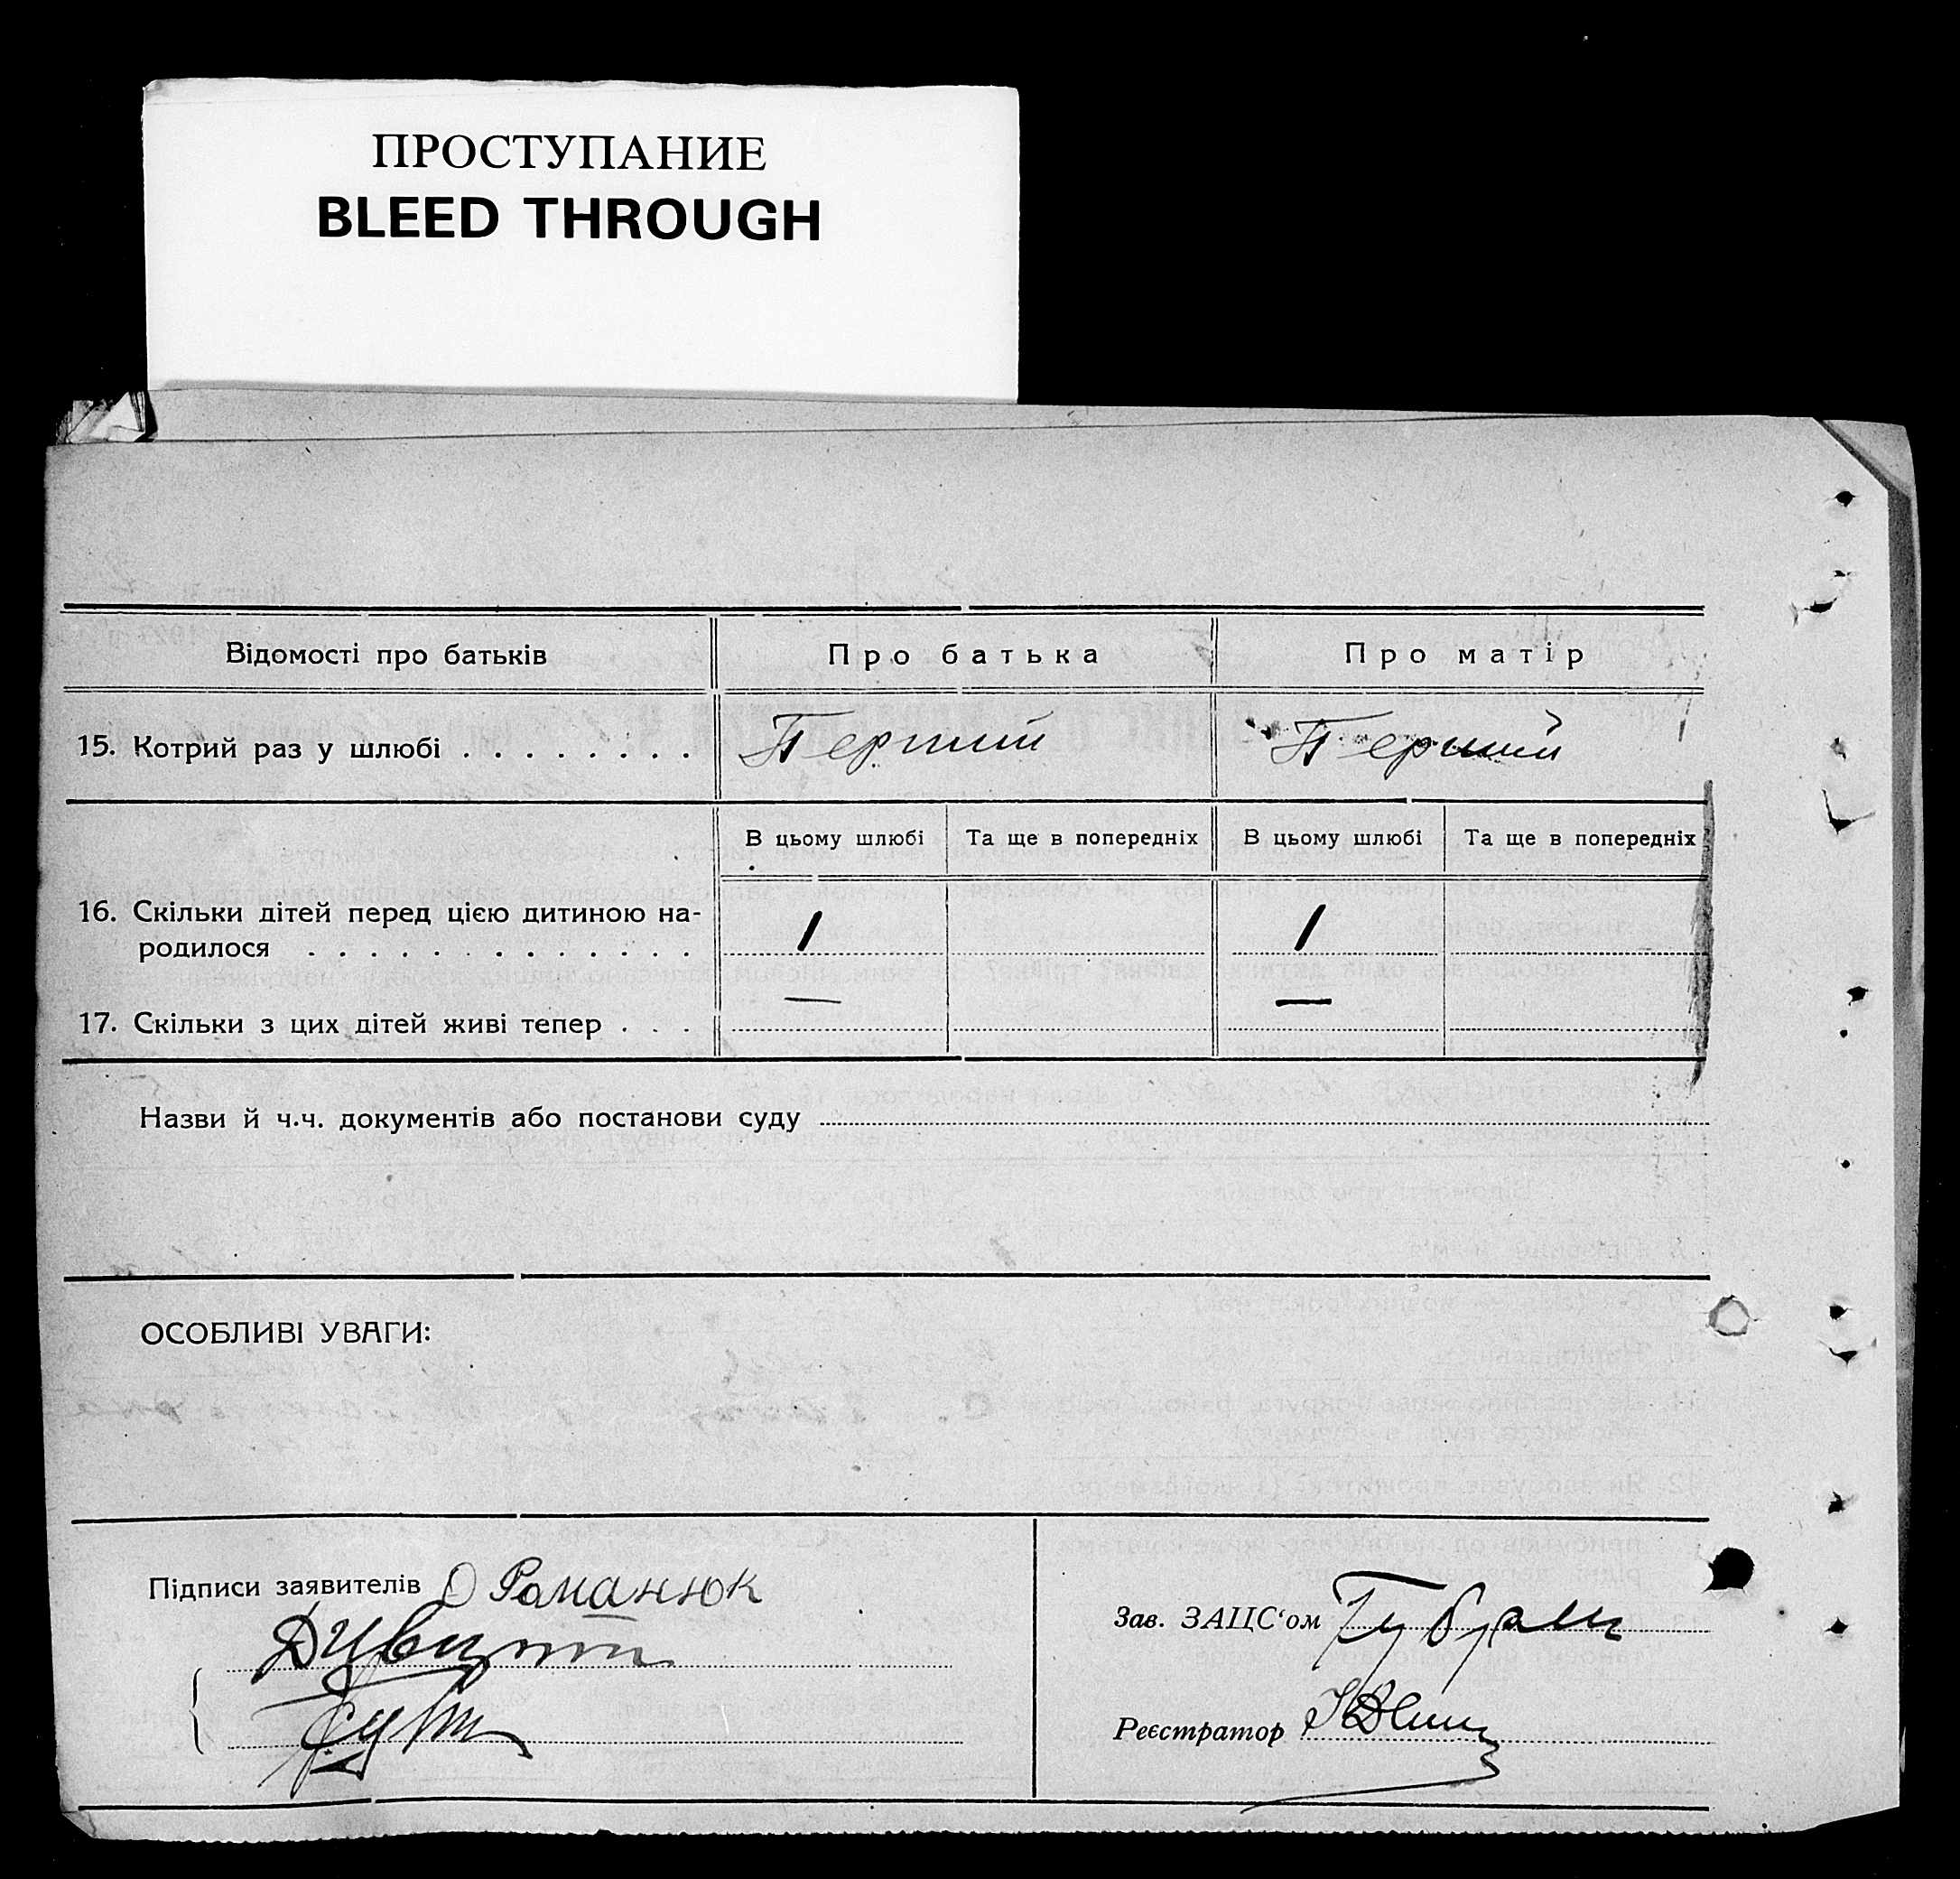 ПРОСТУПАНИЕ
BLEED THROUGH
Відомості про батьків Про батька Про матір
15. Котрий раз у шлюбі . . . . . . . . Перший Перший
В цьому шлюбі Та ще в попередніх В цьому шлюбі Та ще в попередніх
16. Скільки дітей перед цією дитиною на-
родилося . . . . . . . . . . . . . 1 1
17. Скільки з цих дітей живі тепер . . . — —
Назви й ч.ч. документів або постанови суду
ОСОБЛИВІ УВАГИ:
Підписи заявителів О Романюк
Зав. ЗАЦС'ом
Реєстратор